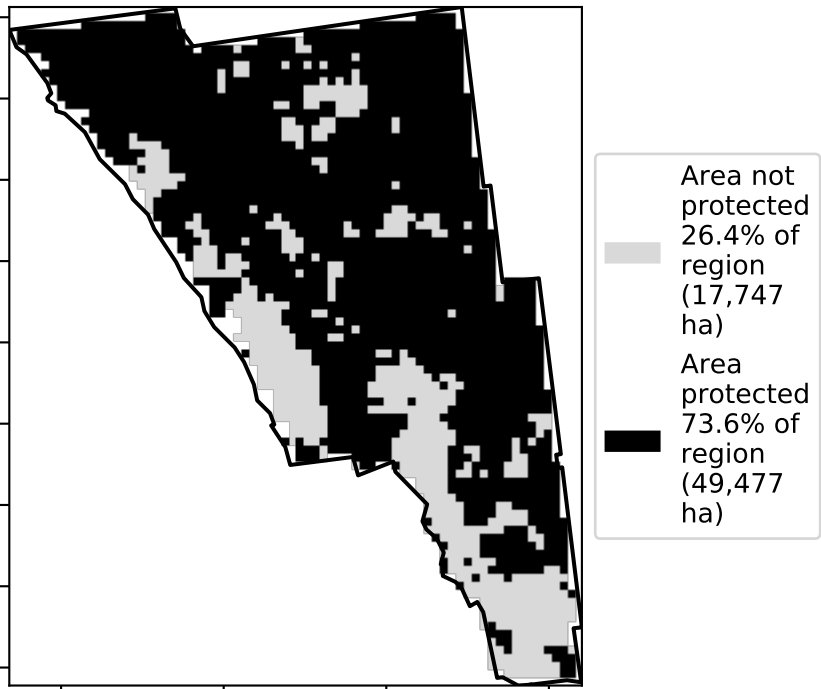 Area not
protected
26.4% of
region
(17,747
ha)
Area
protected
73.6% of
region
(49,477
ha)